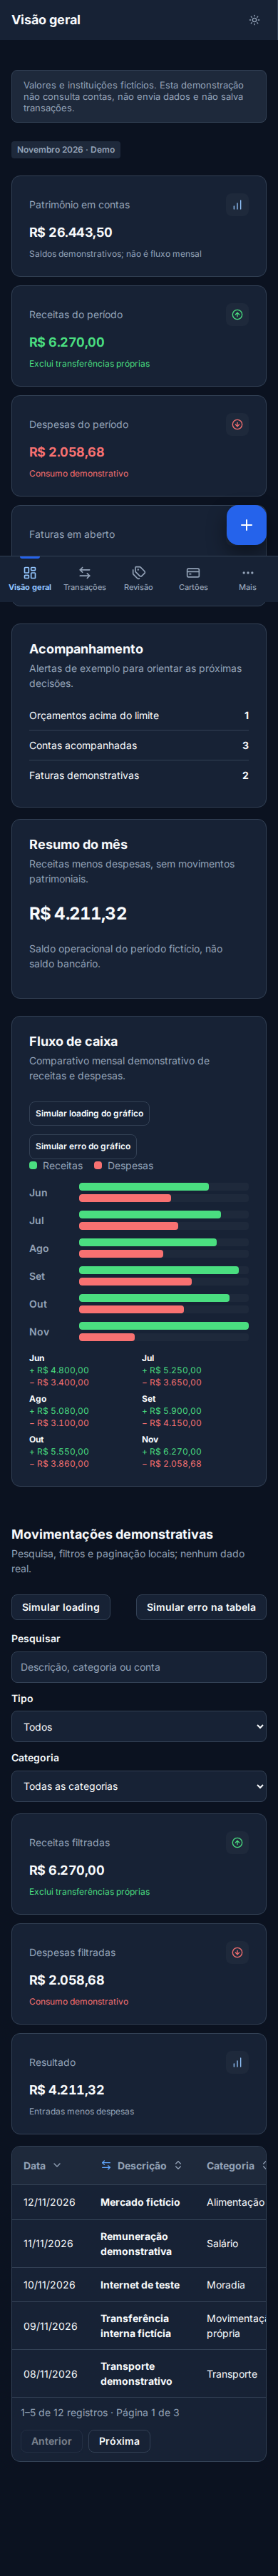 Visão geral
Valores e instituições fictícios. Esta demonstração
não consulta contas, não envia dados e não salva
transações.
Novembro 2026 · Demo
Patrimônio em contas
R$ 26.443,50
Saldos demonstrativos; não é fluxo mensal
Receitas do período
R$ 6.270,00
Exclui transferências próprias
Despesas do período
R$ 2.058,68
Consumo demonstrativo
Faturas em aberto
Visão geral
Transações
Revisão
Cartões
Mais
Acompanhamento
Alertas de exemplo para orientar as próximas
decisões.
Orçamentos acima do limite 1
Contas acompanhadas 3
Faturas demonstrativas 2
Resumo do mês
Receitas menos despesas, sem movimentos
patrimoniais.
R$ 4.211,32
Saldo operacional do período fictício, não
saldo bancário.
Fluxo de caixa
Comparativo mensal demonstrativo de
receitas e despesas.
Simular loading do gráfico
Simular erro do gráfico
Receitas Despesas
Jun
Jul
Ago
Set
Out
Nov
Jun Jul
+ R$ 4.800,00 + R$ 5.250,00
− R$ 3.400,00 − R$ 3.650,00
Ago Set
+ R$ 5.080,00 + R$ 5.900,00
− R$ 3.100,00 − R$ 4.150,00
Out Nov
+ R$ 5.550,00 + R$ 6.270,00
− R$ 3.860,00 − R$ 2.058,68
Movimentações demonstrativas
Pesquisa, filtros e paginação locais; nenhum dado
real.
Simular loading Simular erro na tabela
Pesquisar
Descrição, categoria ou conta
Tipo
Todos
Categoria
Todas as categorias
Receitas filtradas
R$ 6.270,00
Exclui transferências próprias
Despesas filtradas
R$ 2.058,68
Consumo demonstrativo
Resultado
R$ 4.211,32
Entradas menos despesas
Data Descrição Categoria
12/11/2026 Mercado fictício Alimentação
11/11/2026 Remuneração demonstrativa Salário
10/11/2026 Internet de teste Moradia
09/11/2026 Transferência interna fictícia Movimentaçã própria
08/11/2026 Transporte demonstrativo Transporte
1–5 de 12 registros · Página 1 de 3
Anterior Próxima